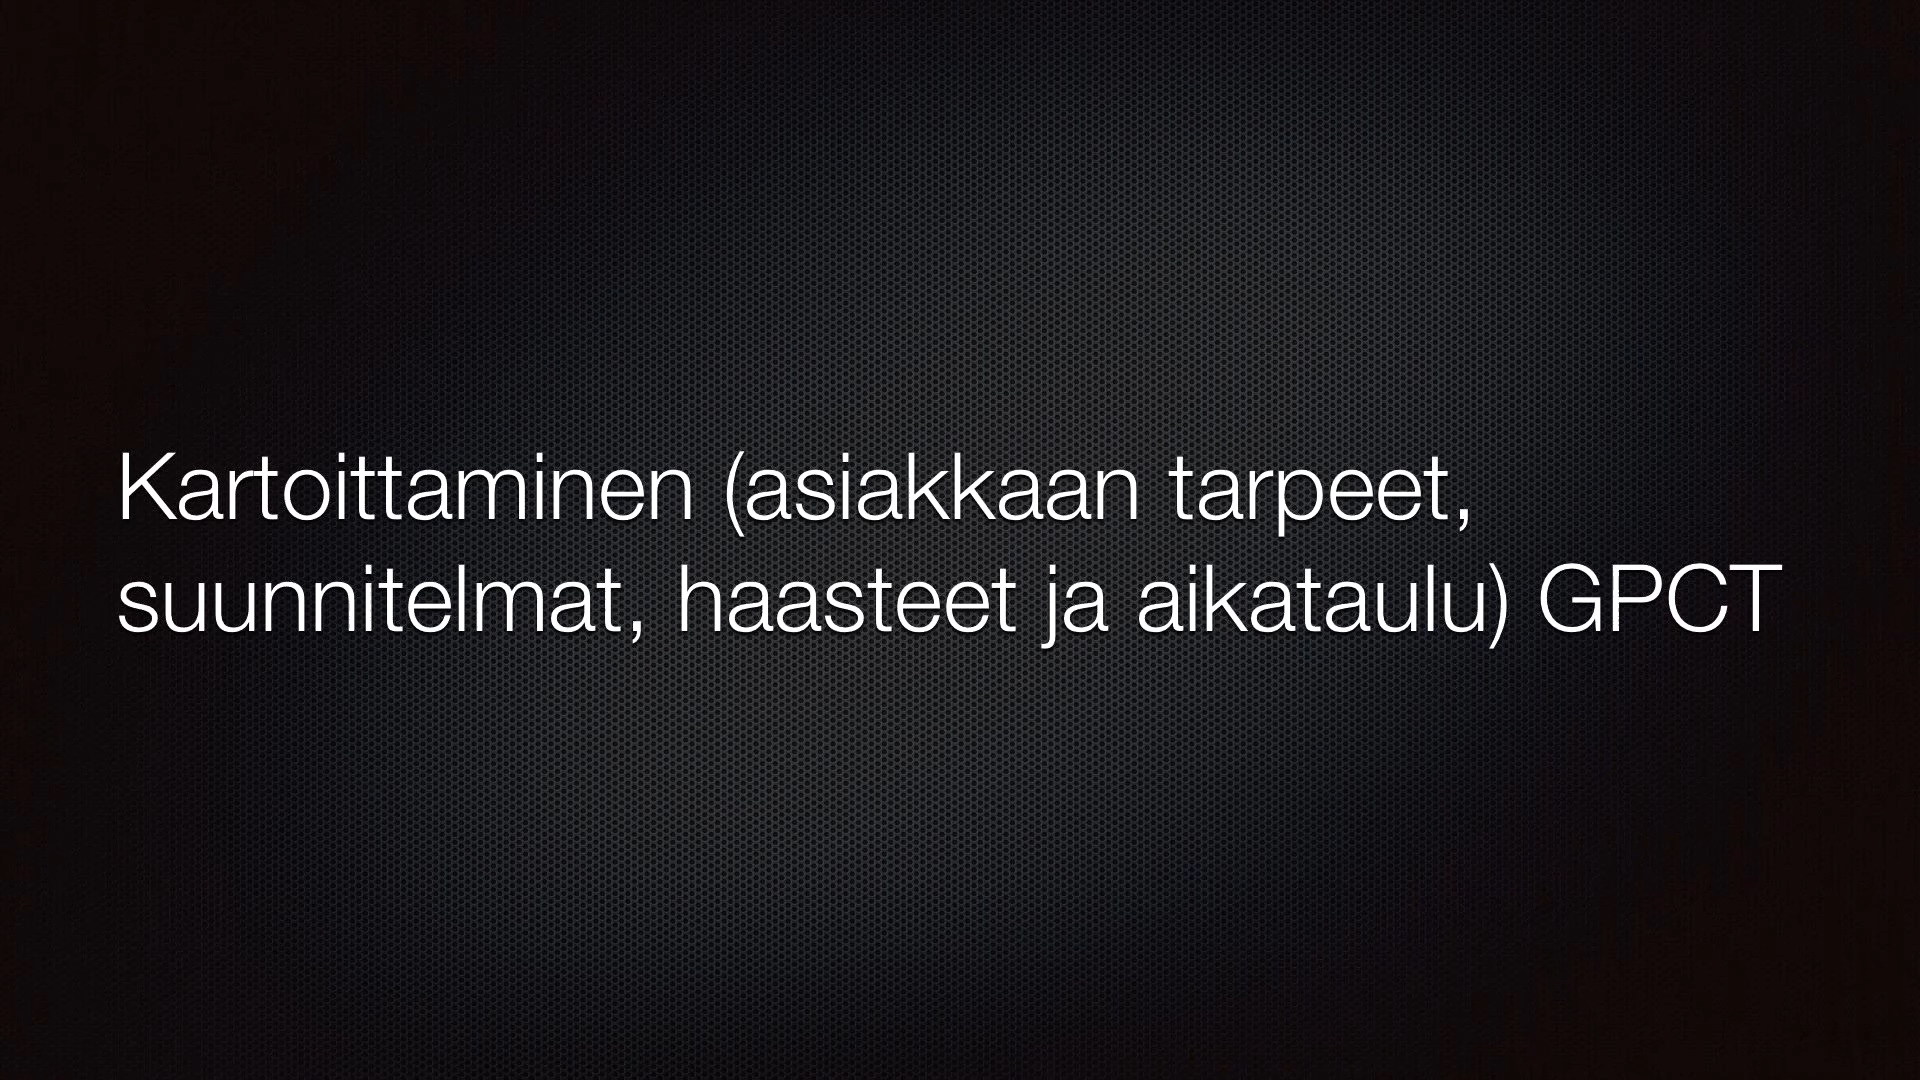 Kartoittaminen (asiakkaan tarpeet,
suunnitelmat, haasteet ja aikataulu) GPCT